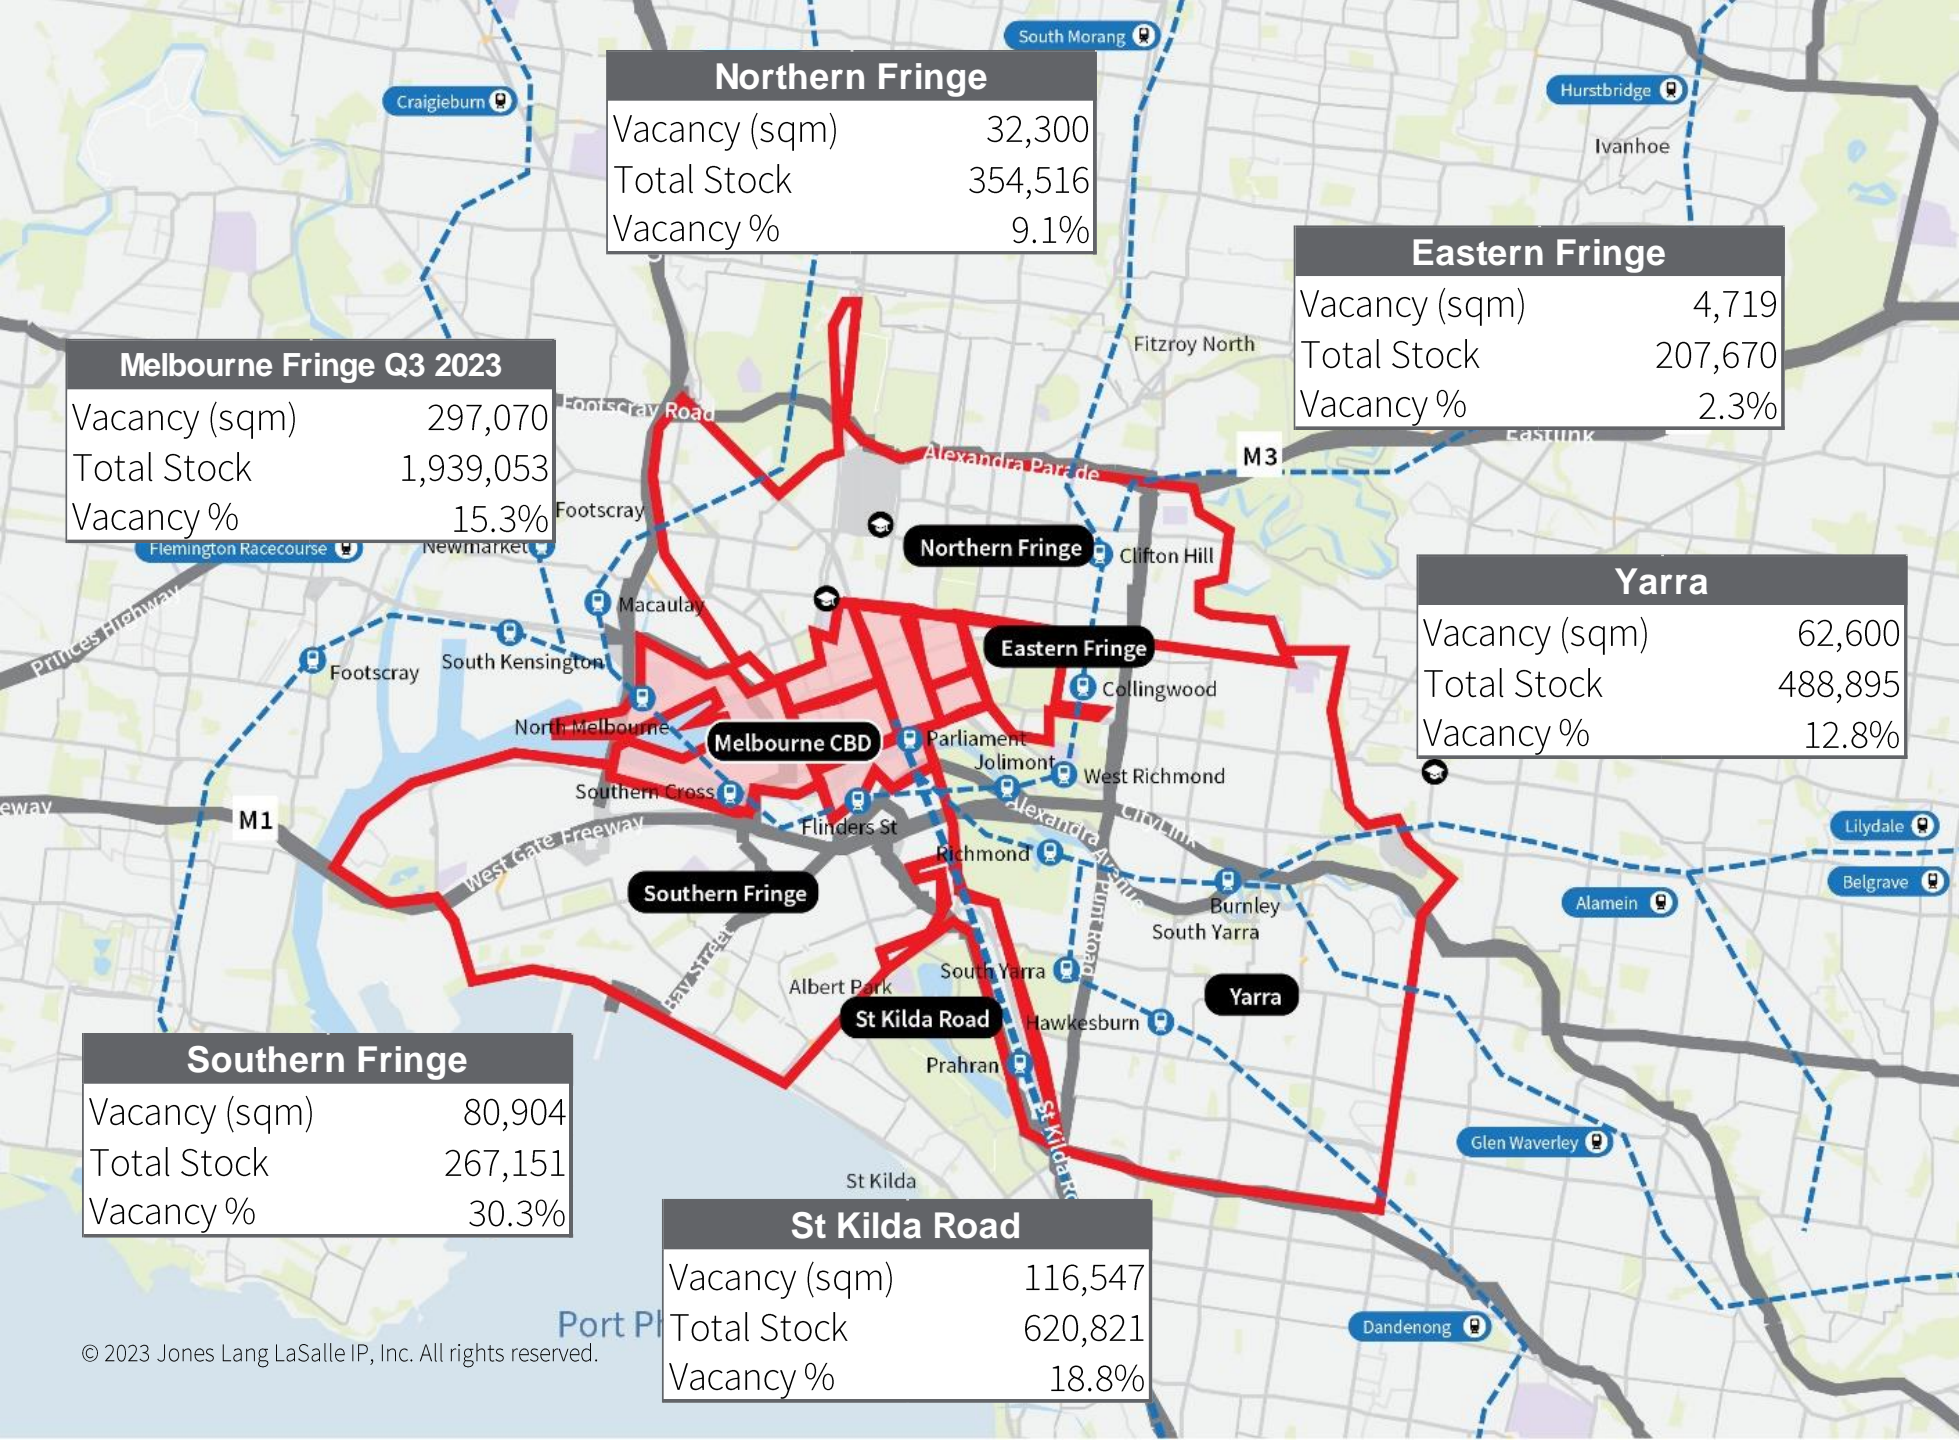 South Morang
Northern Fringe
Vacancy (sqm) 32,300
Total Stock 354,516
Vacancy % 9.1%
Craigieburn
Hurstbridge
Ivanhoe
Eastern Fringe
Vacancy (sqm) 4,719
Total Stock 207,670
Vacancy % 2.3%
Eastlink
M3
Fitzroy North
Melbourne Fringe Q3 2023
Vacancy (sqm) 297,070
Total Stock 1,939,053
Vacancy % 15.3%
Footscray Road
Alexandra Parade
Footscray
Flemington Racecourse
Newmarket
Northern Fringe
Clifton Hill
Yarra
Vacancy (sqm) 62,600
Total Stock 488,895
Vacancy % 12.8%
Princes Highway
Macaulay
Footscray
South Kensington
Eastern Fringe
Collingwood
North Melbourne
Melbourne CBD
Parliament
Jolimont
West Richmond
Southern Cross
Flinders St
Alexandra Avenue
CityLink
eway
M1
West Gate Freeway
Richmond
Lilydale
Belgrave
Alamein
Southern Fringe
Burnley
South Yarra
Punt Road
Bay Street
South Yarra
Albert Park
Yarra
St Kilda Road
Hawkesburn
Prahran
St Kilda Ro
Southern Fringe
Vacancy (sqm) 80,904
Total Stock 267,151
Vacancy % 30.3%
Glen Waverley
St Kilda
St Kilda Road
Vacancy (sqm) 116,547
Total Stock 620,821
Vacancy % 18.8%
Port Ph
Dandenong
© 2023 Jones Lang LaSalle IP, Inc. All rights reserved.